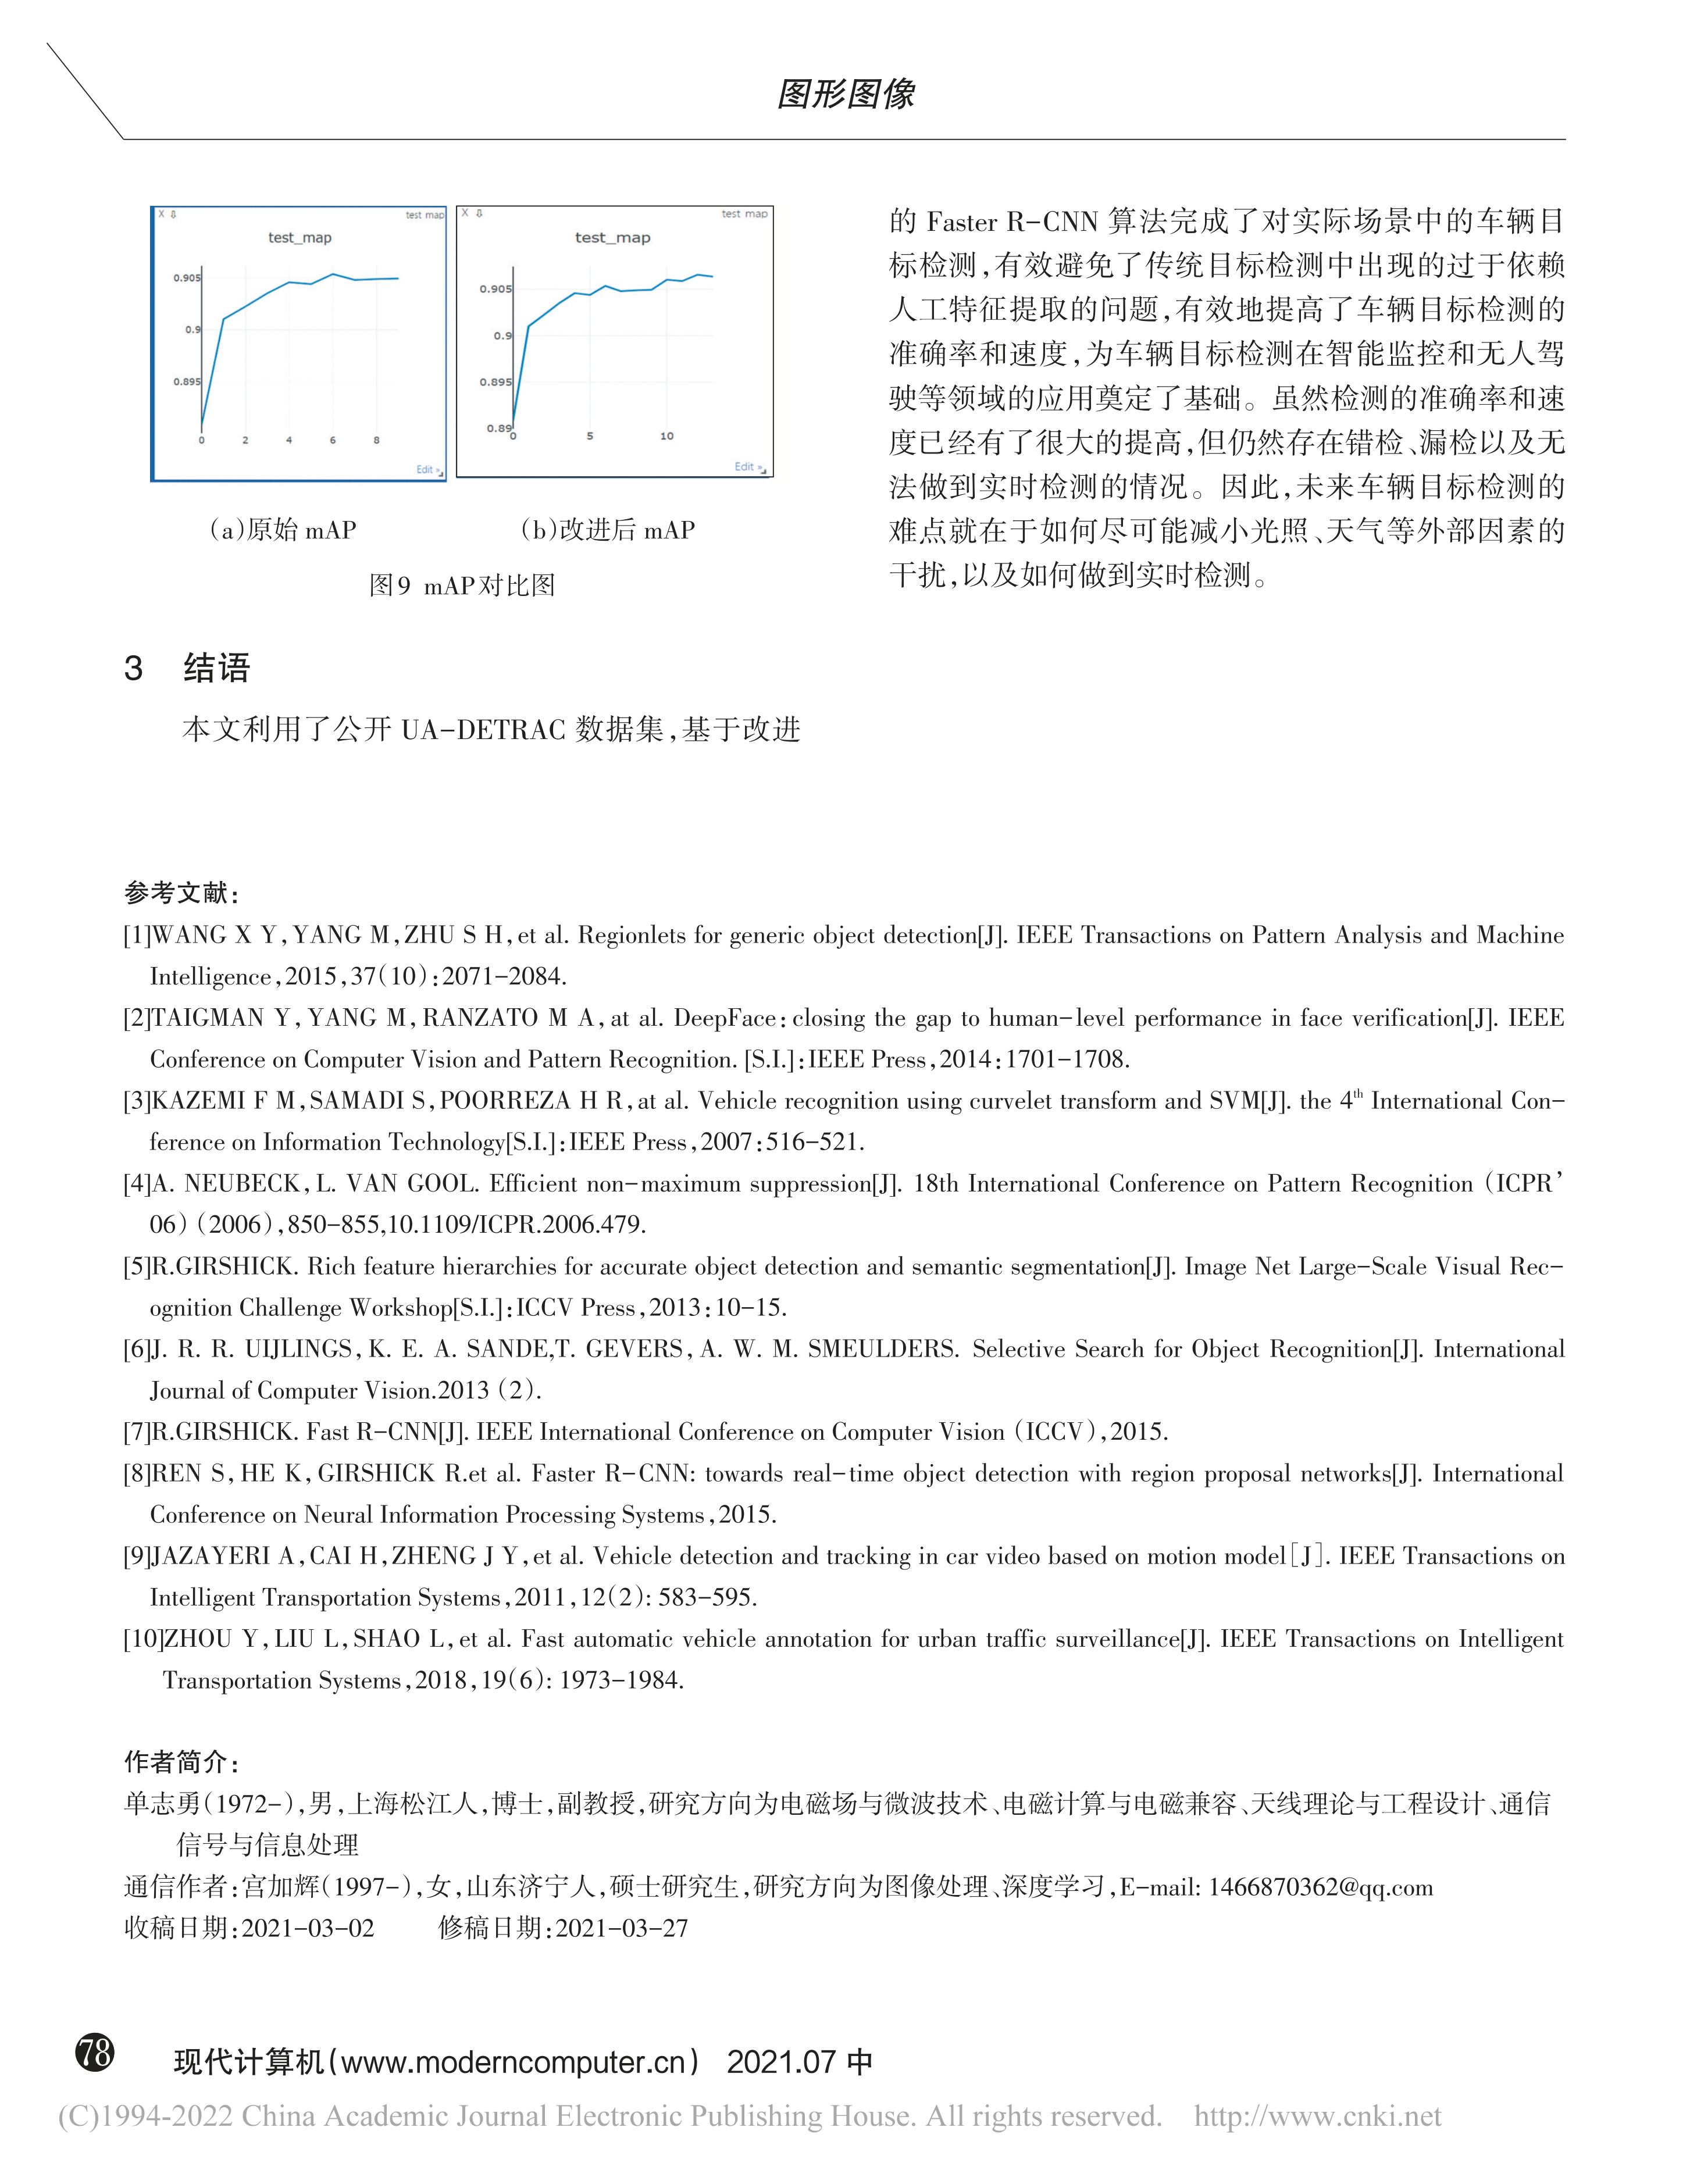 图形图像
X ⇩ test map
test_map
0.905
0.9
0.895
0 2 4 6 8
Edit »
X ⇩ test map
test_map
0.905
0.9
0.895
0.89
0 5 10
Edit »
(a)原始 mAP
(b)改进后 mAP
图9 mAP对比图
3 结语
本文利用了公开 UA-DETRAC 数据集,基于改进
的 Faster R-CNN 算法完成了对实际场景中的车辆目
标检测,有效避免了传统目标检测中出现的过于依赖
人工特征提取的问题,有效地提高了车辆目标检测的
准确率和速度,为车辆目标检测在智能监控和无人驾
驶等领域的应用奠定了基础。虽然检测的准确率和速
度已经有了很大的提高,但仍然存在错检、漏检以及无
法做到实时检测的情况。因此,未来车辆目标检测的
难点就在于如何尽可能减小光照、天气等外部因素的
干扰,以及如何做到实时检测。
参考文献:
[1]WANG X Y,YANG M,ZHU S H,et al. Regionlets for generic object detection[J]. IEEE Transactions on Pattern Analysis and Machine
Intelligence,2015,37(10):2071-2084.
[2]TAIGMAN Y,YANG M,RANZATO M A,at al. DeepFace:closing the gap to human-level performance in face verification[J]. IEEE
Conference on Computer Vision and Pattern Recognition. [S.I.]:IEEE Press,2014:1701-1708.
[3]KAZEMI F M,SAMADI S,POORREZA H R,at al. Vehicle recognition using curvelet transform and SVM[J]. the 4th International Con-
ference on Information Technology[S.I.]:IEEE Press,2007:516-521.
[4]A. NEUBECK,L. VAN GOOL. Efficient non-maximum suppression[J]. 18th International Conference on Pattern Recognition (ICPR’
06)(2006),850-855,10.1109/ICPR.2006.479.
[5]R.GIRSHICK. Rich feature hierarchies for accurate object detection and semantic segmentation[J]. Image Net Large-Scale Visual Rec-
ognition Challenge Workshop[S.I.]:ICCV Press,2013:10-15.
[6]J. R. R. UIJLINGS,K. E. A. SANDE,T. GEVERS,A. W. M. SMEULDERS. Selective Search for Object Recognition[J]. International
Journal of Computer Vision.2013 (2).
[7]R.GIRSHICK. Fast R-CNN[J]. IEEE International Conference on Computer Vision (ICCV),2015.
[8]REN S,HE K,GIRSHICK R.et al. Faster R-CNN: towards real-time object detection with region proposal networks[J]. International
Conference on Neural Information Processing Systems,2015.
[9]JAZAYERI A,CAI H,ZHENG J Y,et al. Vehicle detection and tracking in car video based on motion model[J]. IEEE Transactions on
Intelligent Transportation Systems,2011,12(2): 583-595.
[10]ZHOU Y,LIU L,SHAO L,et al. Fast automatic vehicle annotation for urban traffic surveillance[J]. IEEE Transactions on Intelligent
Transportation Systems,2018,19(6): 1973-1984.
作者简介:
单志勇(1972-),男,上海松江人,博士,副教授,研究方向为电磁场与微波技术、电磁计算与电磁兼容、天线理论与工程设计、通信
信号与信息处理
通信作者:宫加辉(1997-),女,山东济宁人,硕士研究生,研究方向为图像处理、深度学习,E-mail: 1466870362@qq.com
收稿日期:2021-03-02 修稿日期:2021-03-27
78 现代计算机(www.moderncomputer.cn) 2021.07 中
(C)1994-2022 China Academic Journal Electronic Publishing House. All rights reserved. http://www.cnki.net